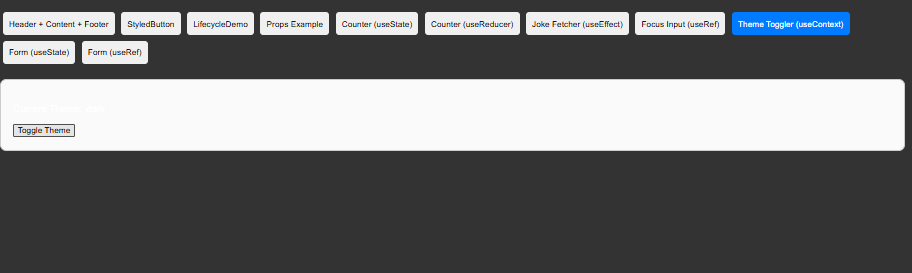 Header + Content + Footer
StyledButton
LifecycleDemo
Props Example
Counter (useState)
Counter (useReducer)
Joke Fetcher (useEffect)
Focus Input (useRef)
Theme Toggler (useContext)
Form (useState)
Form (useRef)
Toggle Theme